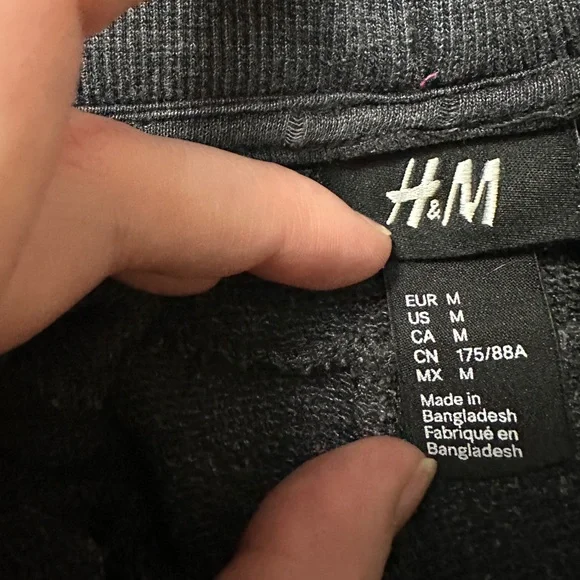 H&M
EUR M
US M
CA M
CN 175/88A
MX M
Made in
Bangladesh
Fabriqué en
Bangladesh